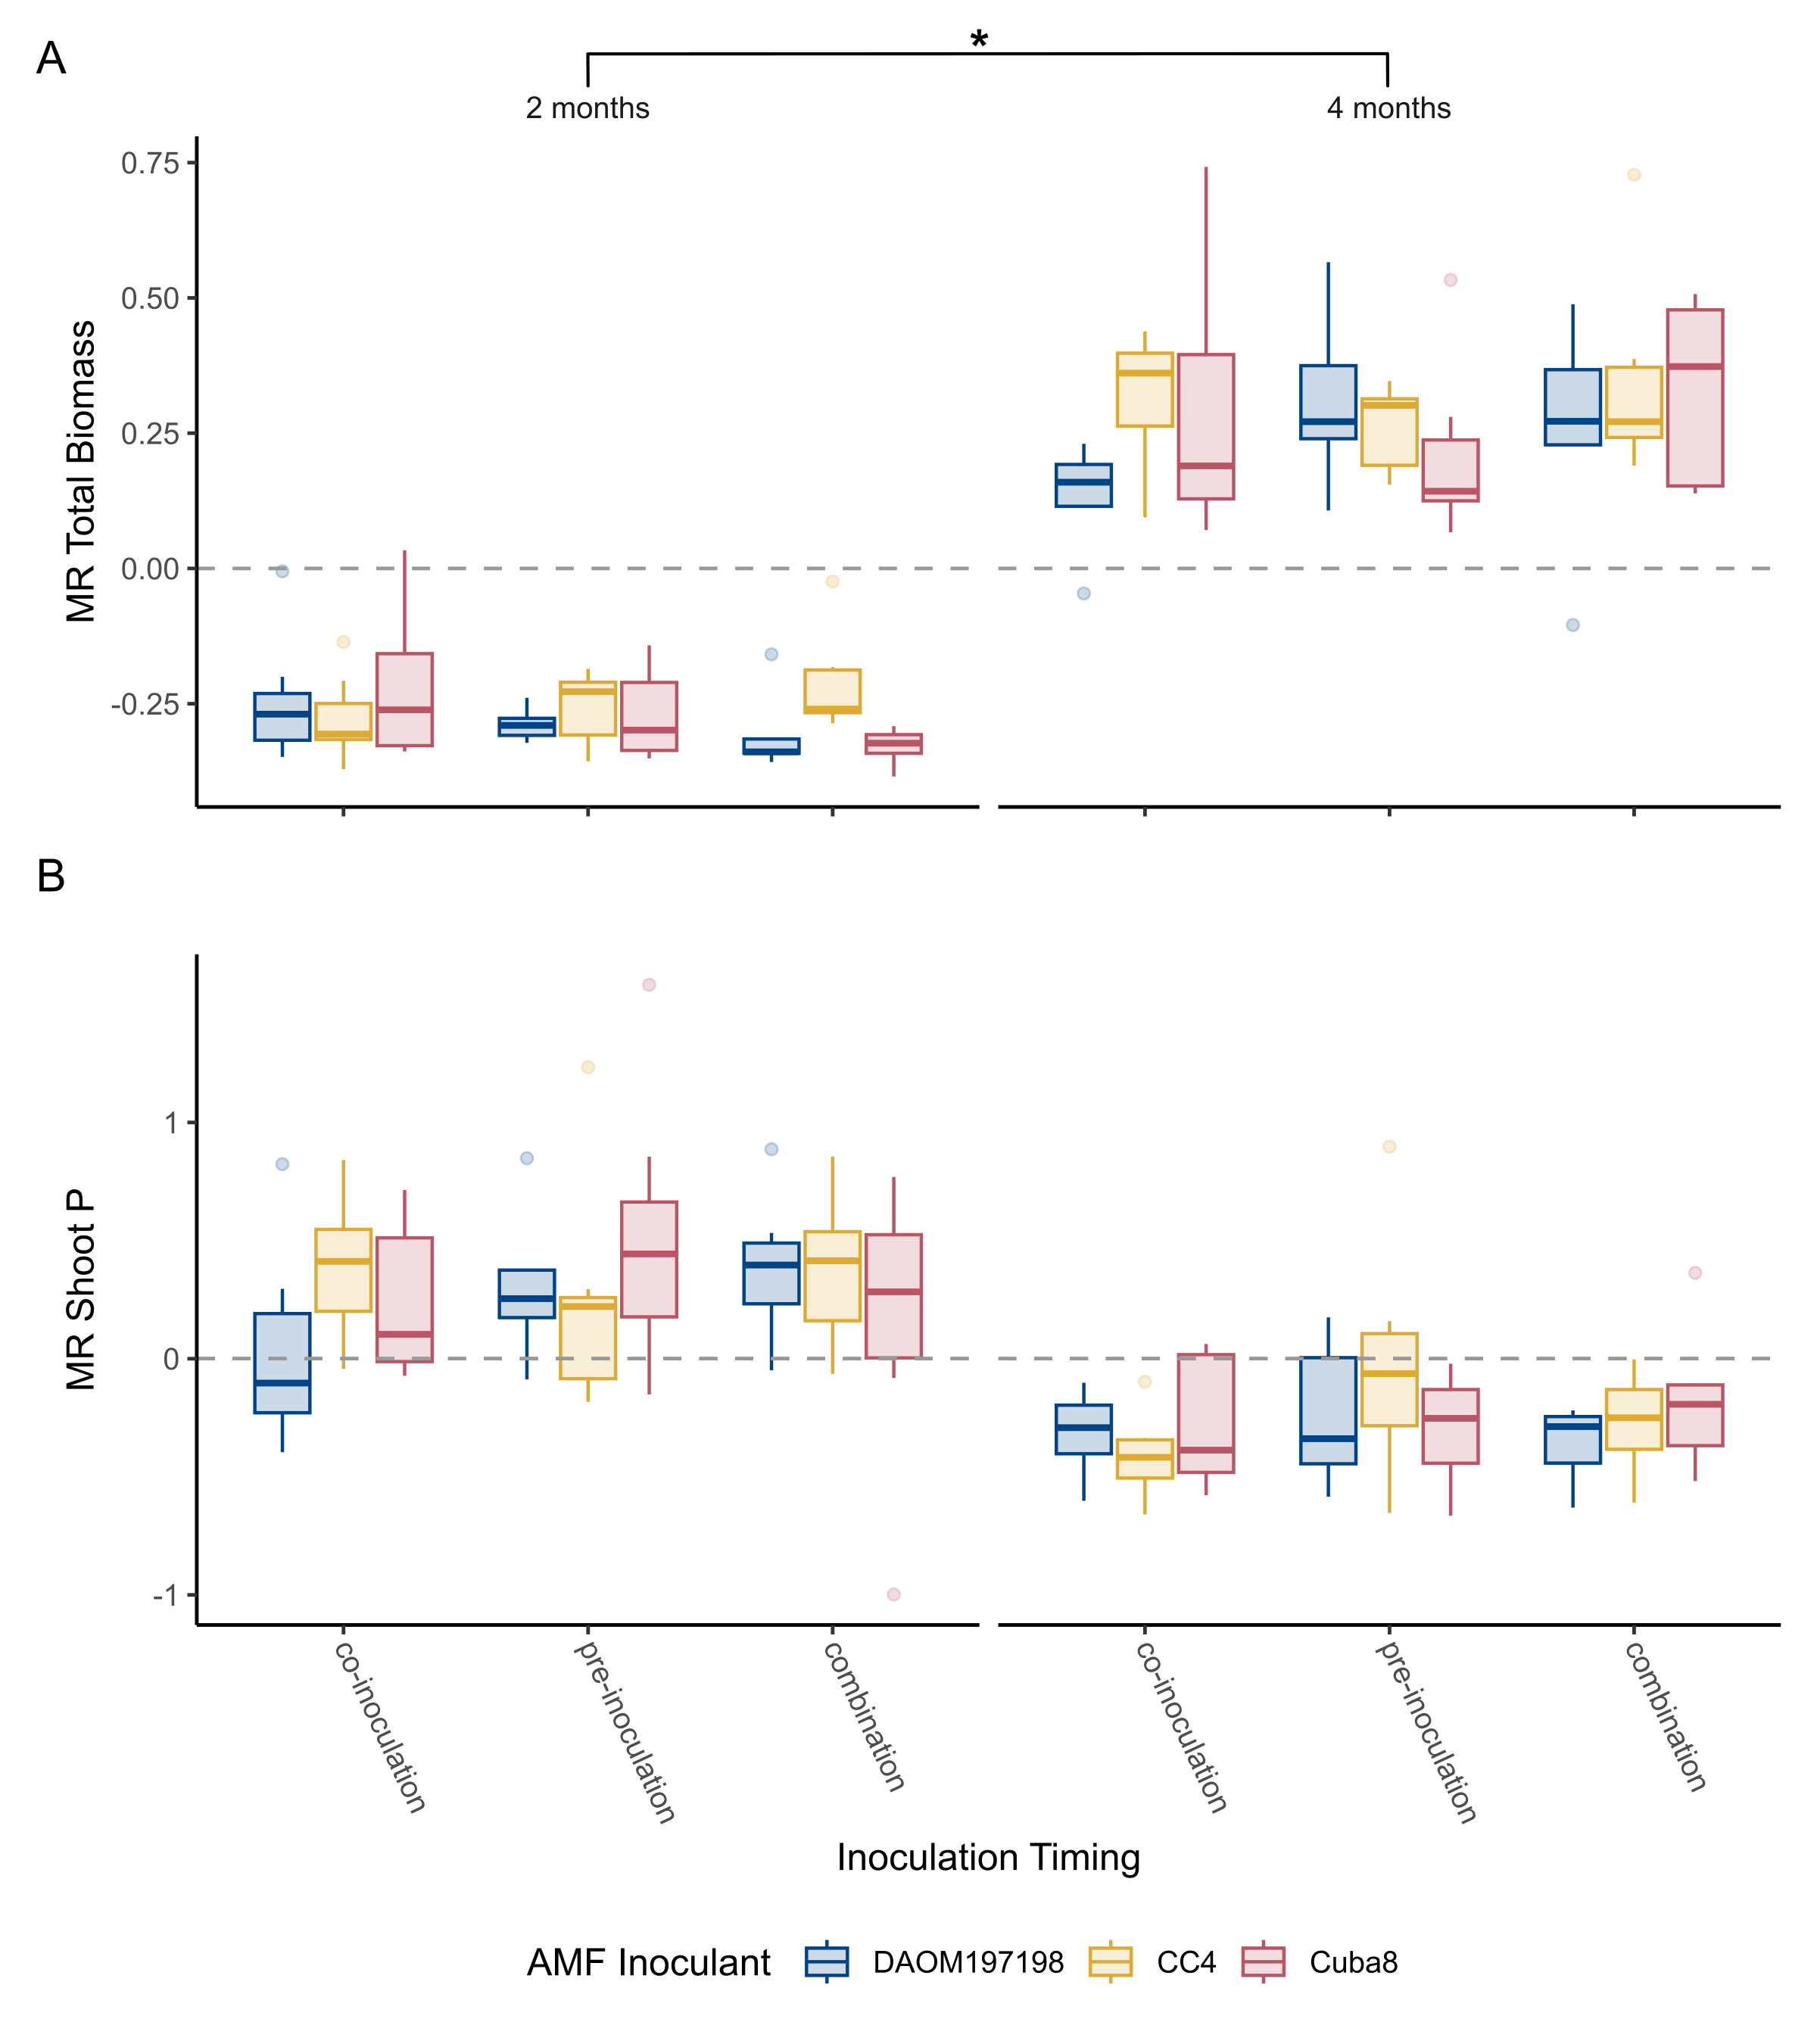 A
*
2 months
4 months
MR Total Biomass
0.75
0.50
0.25
0.00
-0.25
B
MR Shoot P
1
0
-1
co-inoculation
pre-inoculation
combination
co-inoculation
pre-inoculation
combination
Inoculation Timing
AMF Inoculant DAOM197198 CC4 Cuba8